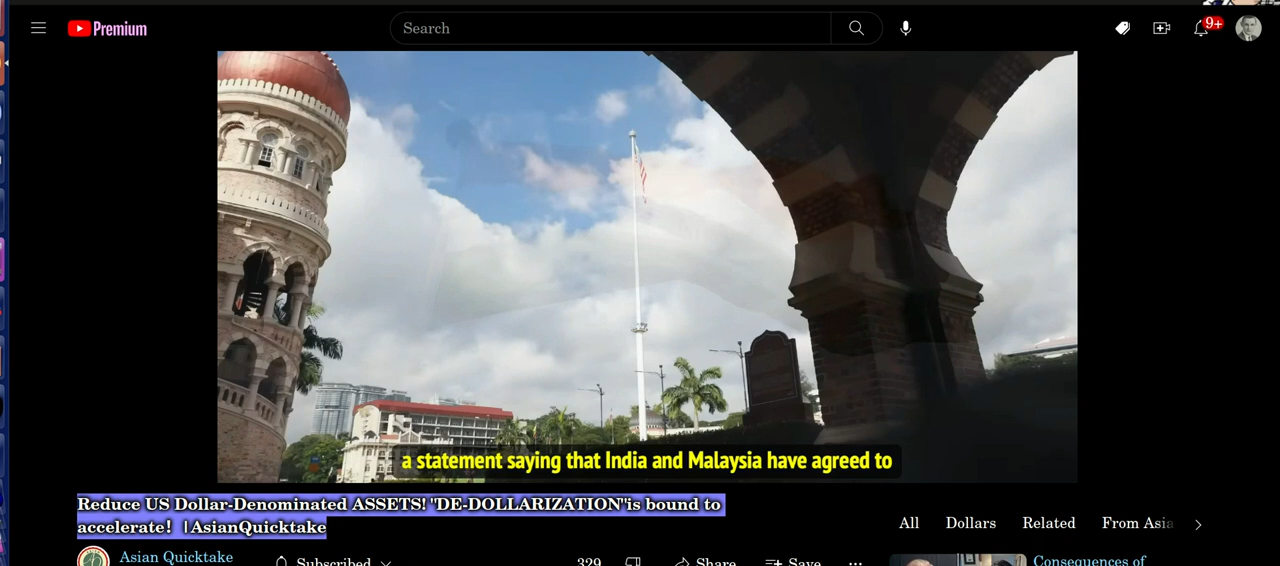 Premium
Search
9+
a statement saying that India and Malaysia have agreed to
Reduce US Dollar-Denominated ASSETS! "DE-DOLLARIZATION"is bound to
accelerate! | AsianQuicktake
All Dollars Related From Asia
Asian Quicktake
Subscribed
329
Share
Save
Consequences of